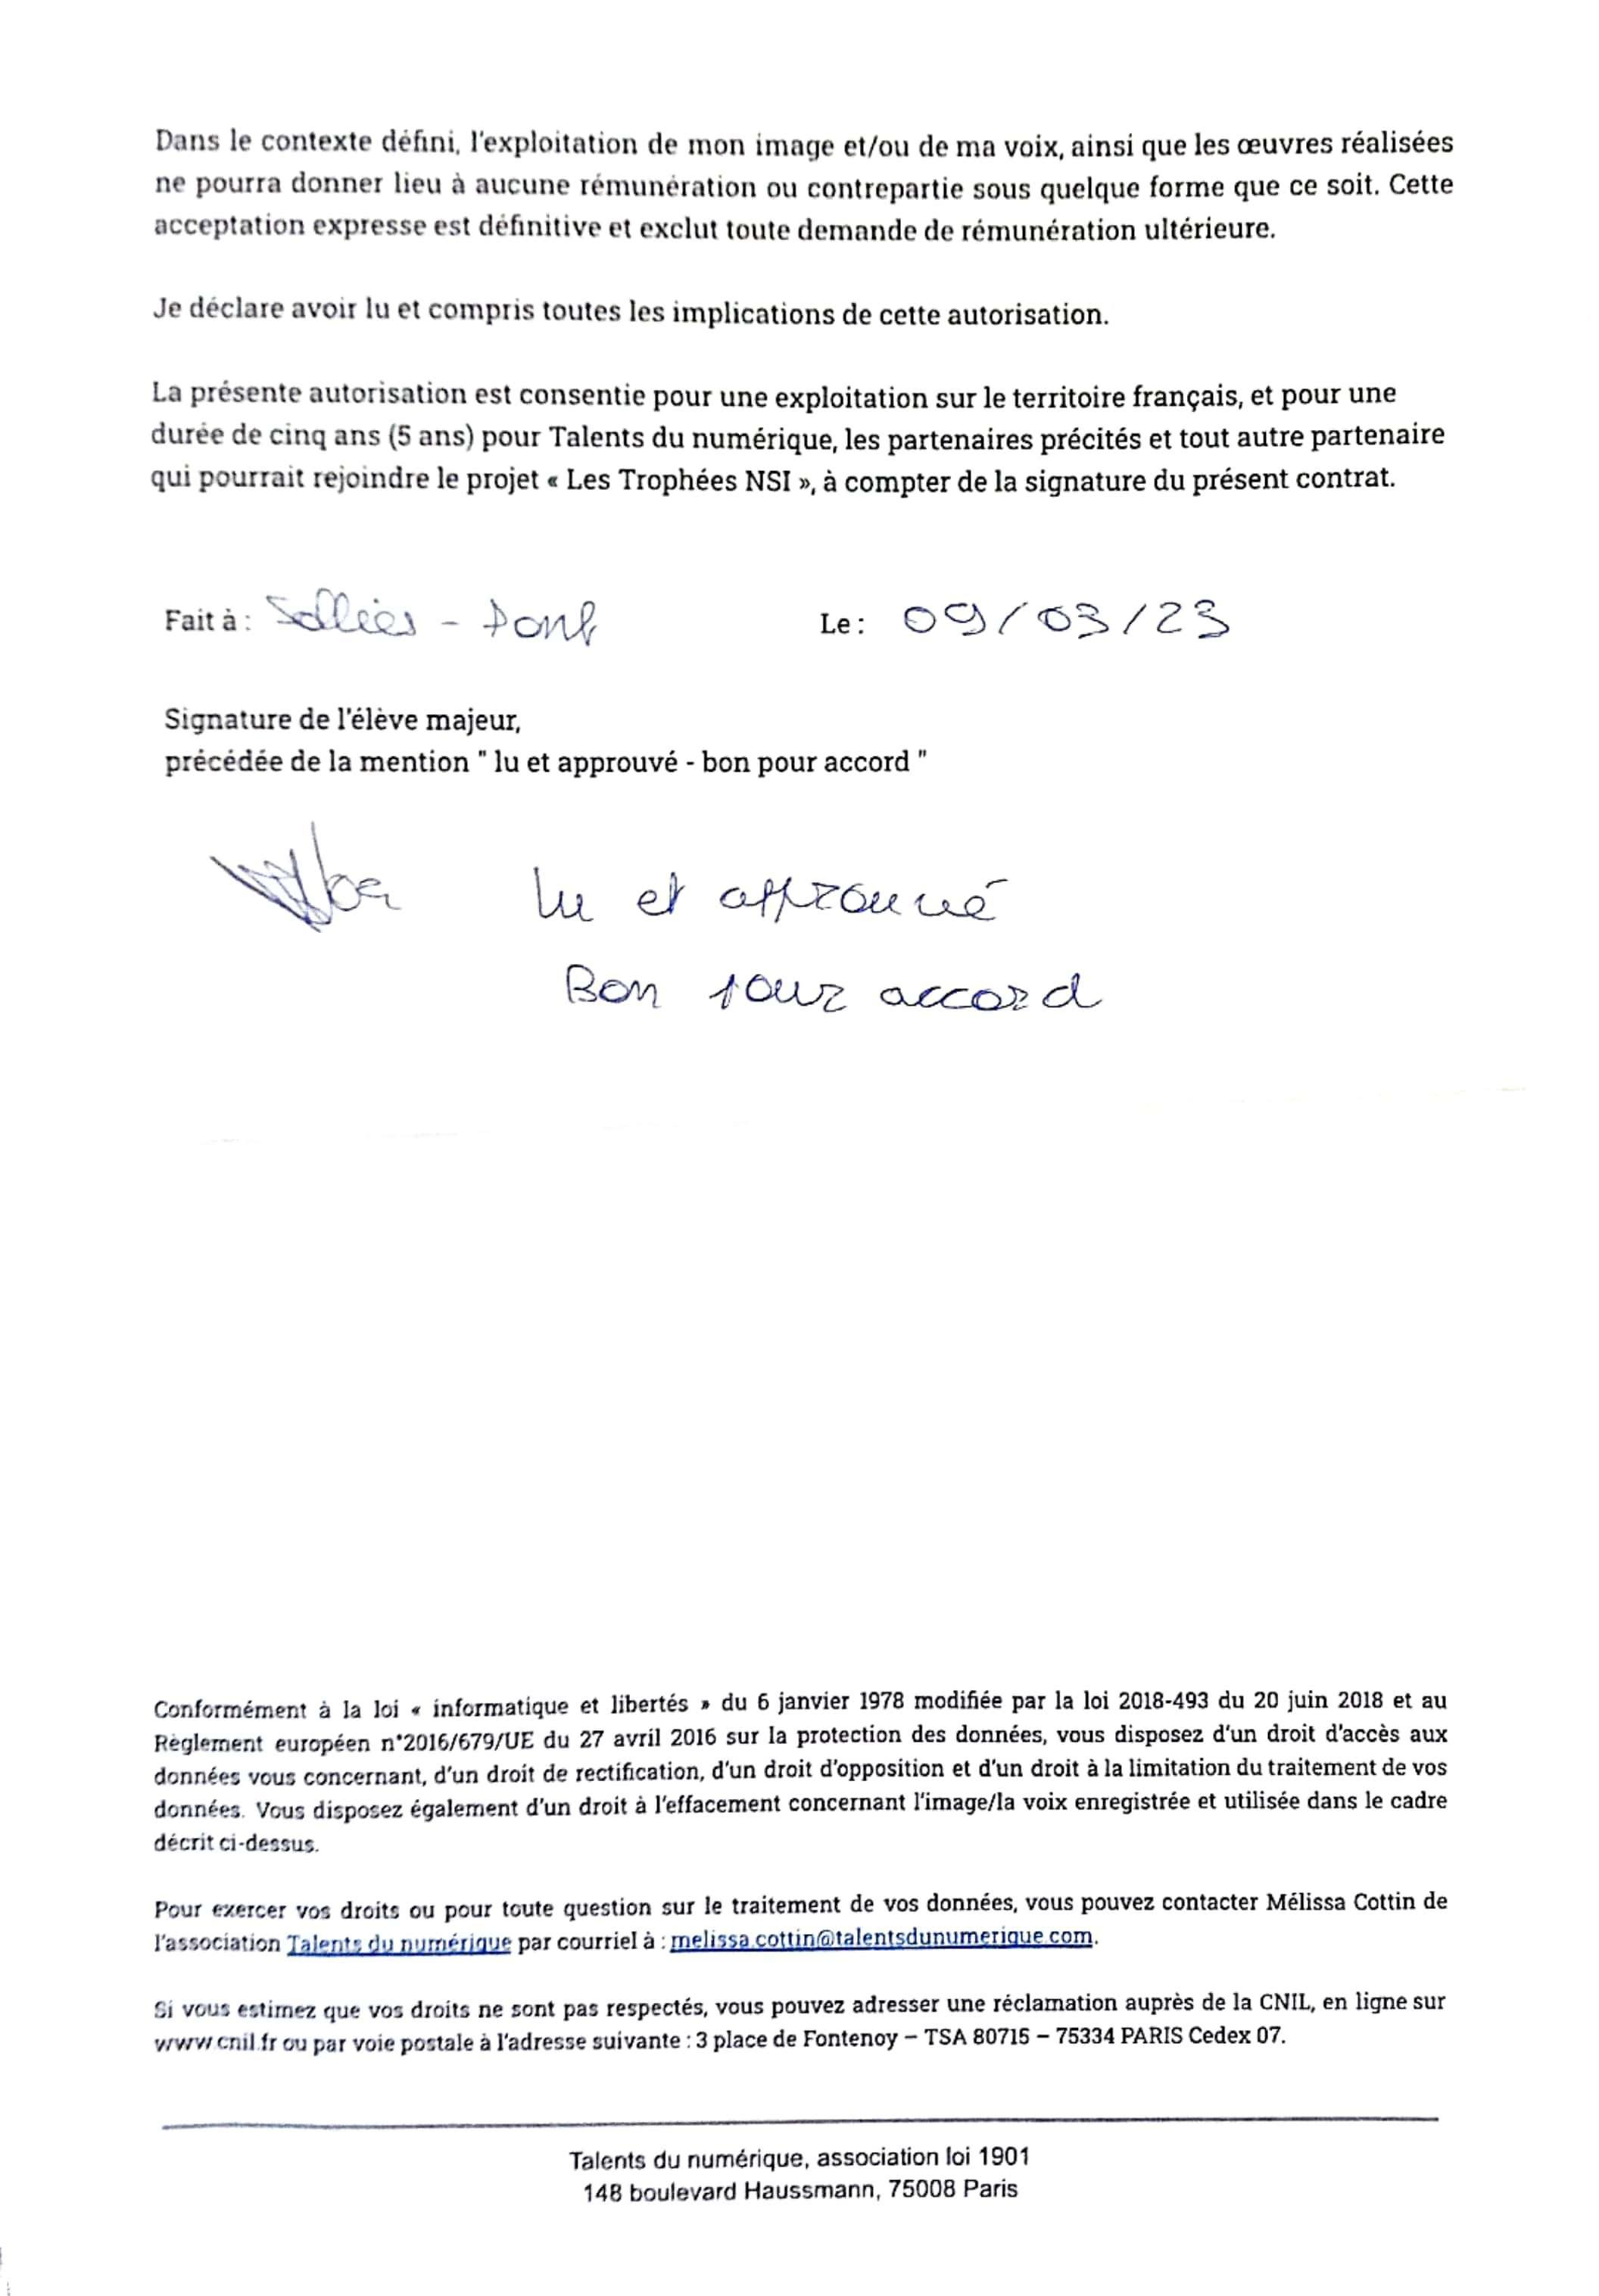 Dans le contexte défini, l'exploitation de mon image et/ou de ma voix, ainsi que les œuvres réalisées
ne pourra donner lieu à aucune rémunération ou contrepartie sous quelque forme que ce soit. Cette
acceptation expresse est définitive et exclut toute demande de rémunération ultérieure.
Je déclare avoir lu et compris toutes les implications de cette autorisation.
La présente autorisation est consentie pour une exploitation sur le territoire français, et pour une
durée de cinq ans (5 ans) pour Talents du numérique, les partenaires précités et tout autre partenaire
qui pourrait rejoindre le projet « Les Trophées NSI », à compter de la signature du présent contrat.
Fait à : Solliès - Pont Le : 09/03/23
Signature de l'élève majeur,
précédée de la mention " lu et approuvé - bon pour accord "
lu et approuvé
Bon pour accord
Conformément à la loi « informatique et libertés » du 6 janvier 1978 modifiée par la loi 2018-493 du 20 juin 2018 et au
Règlement européen n°2016/679/UE du 27 avril 2016 sur la protection des données, vous disposez d'un droit d'accès aux
données vous concernant, d'un droit de rectification, d'un droit d'opposition et d'un droit à la limitation du traitement de vos
données. Vous disposez également d'un droit à l'effacement concernant l'image/la voix enregistrée et utilisée dans le cadre
décrit ci-dessus.
Pour exercer vos droits ou pour toute question sur le traitement de vos données, vous pouvez contacter Mélissa Cottin de
l'association Talents du numérique par courriel à : melissa.cottin@talentsdunumerique.com.
Si vous estimez que vos droits ne sont pas respectés, vous pouvez adresser une réclamation auprès de la CNIL, en ligne sur
www.cnil.fr ou par voie postale à l'adresse suivante : 3 place de Fontenoy – TSA 80715 – 75334 PARIS Cedex 07.
Talents du numérique, association loi 1901
148 boulevard Haussmann, 75008 Paris